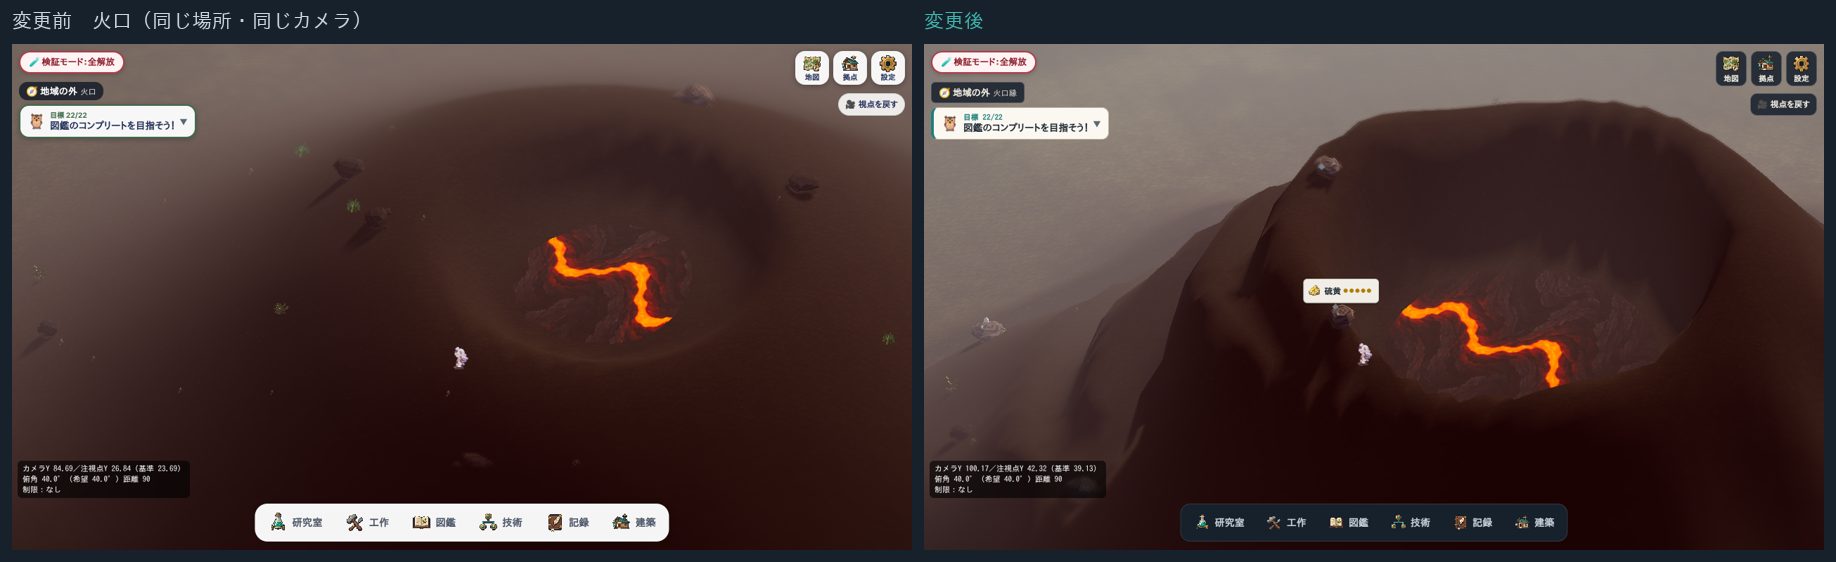 変更前　火口（同じ場所・同じカメラ）
検証モード：全解放
地図
拠点
設定
地域の外 火口
視点を戻す
目標 22/22
図鑑のコンプリートを目指そう！
カメラY 84.69／注視点Y 26.84（基準 23.69）
俯角 40.0°（希望 40.0°）距離 90
制限：なし
研究室
工作
図鑑
技術
記録
建築
変更後
検証モード：全解放
地図
拠点
設定
地域の外 火口縁
視点を戻す
目標 22/22
図鑑のコンプリートを目指そう！
硫黄
カメラY 100.17／注視点Y 42.32（基準 39.13）
俯角 40.0°（希望 40.0°）距離 90
制限：なし
研究室
工作
図鑑
技術
記録
建築